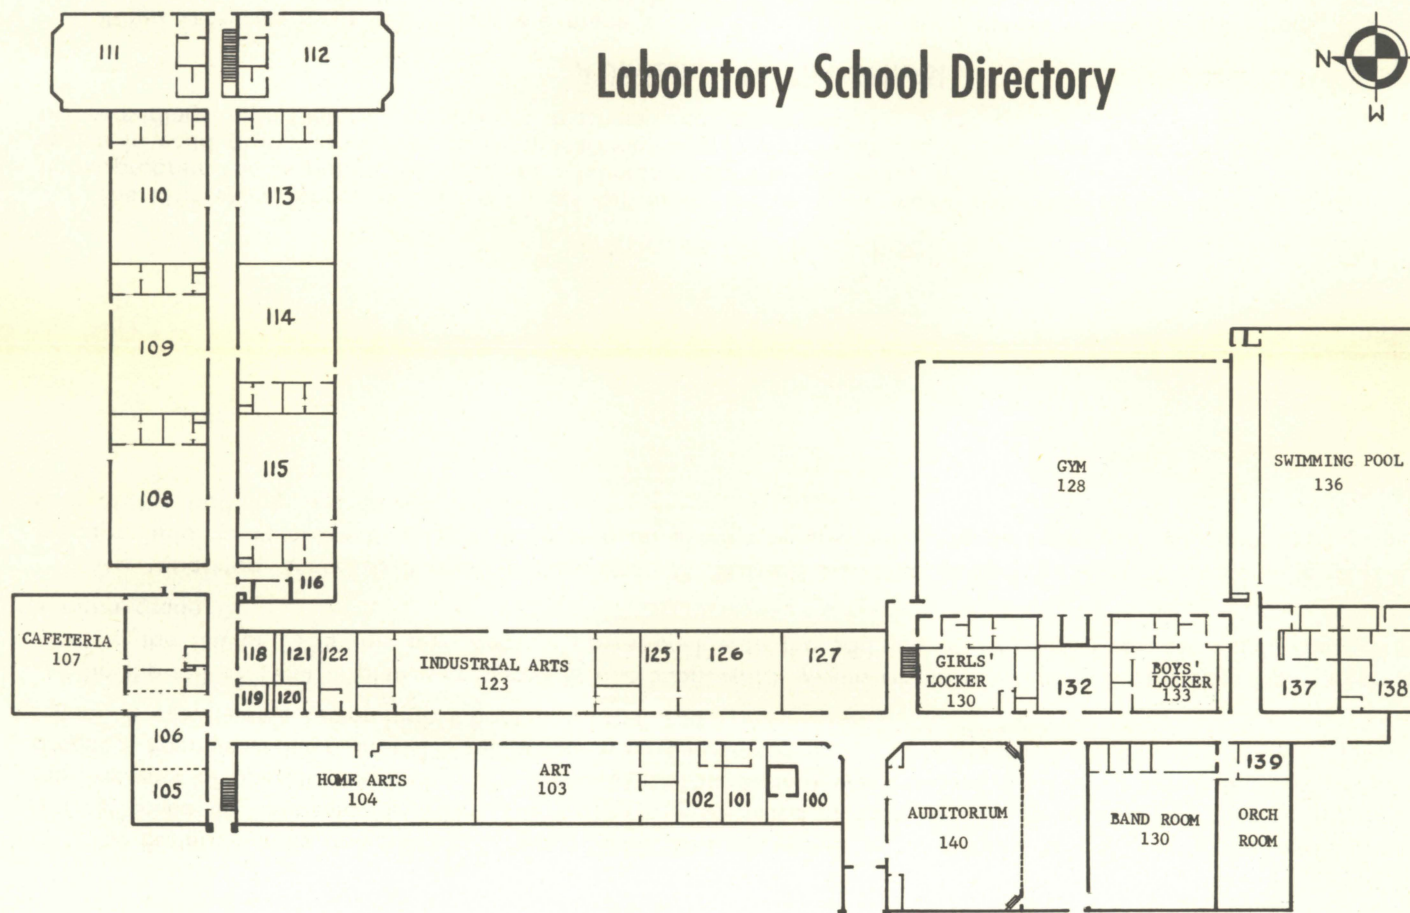 Laboratory School Directory
N
W
111
112
110
113
109
114
108
115
116
CAFETERIA
107
118
121
122
119
120
INDUSTRIAL ARTS
123
125
126
127
GYM
128
SWIMMING POOL
136
GIRLS'
LOCKER
130
132
BOYS'
LOCKER
133
137
138
106
105
HOME ARTS
104
ART
103
102
101
100
AUDITORIUM
140
BAND ROOM
130
139
ORCH
ROOM